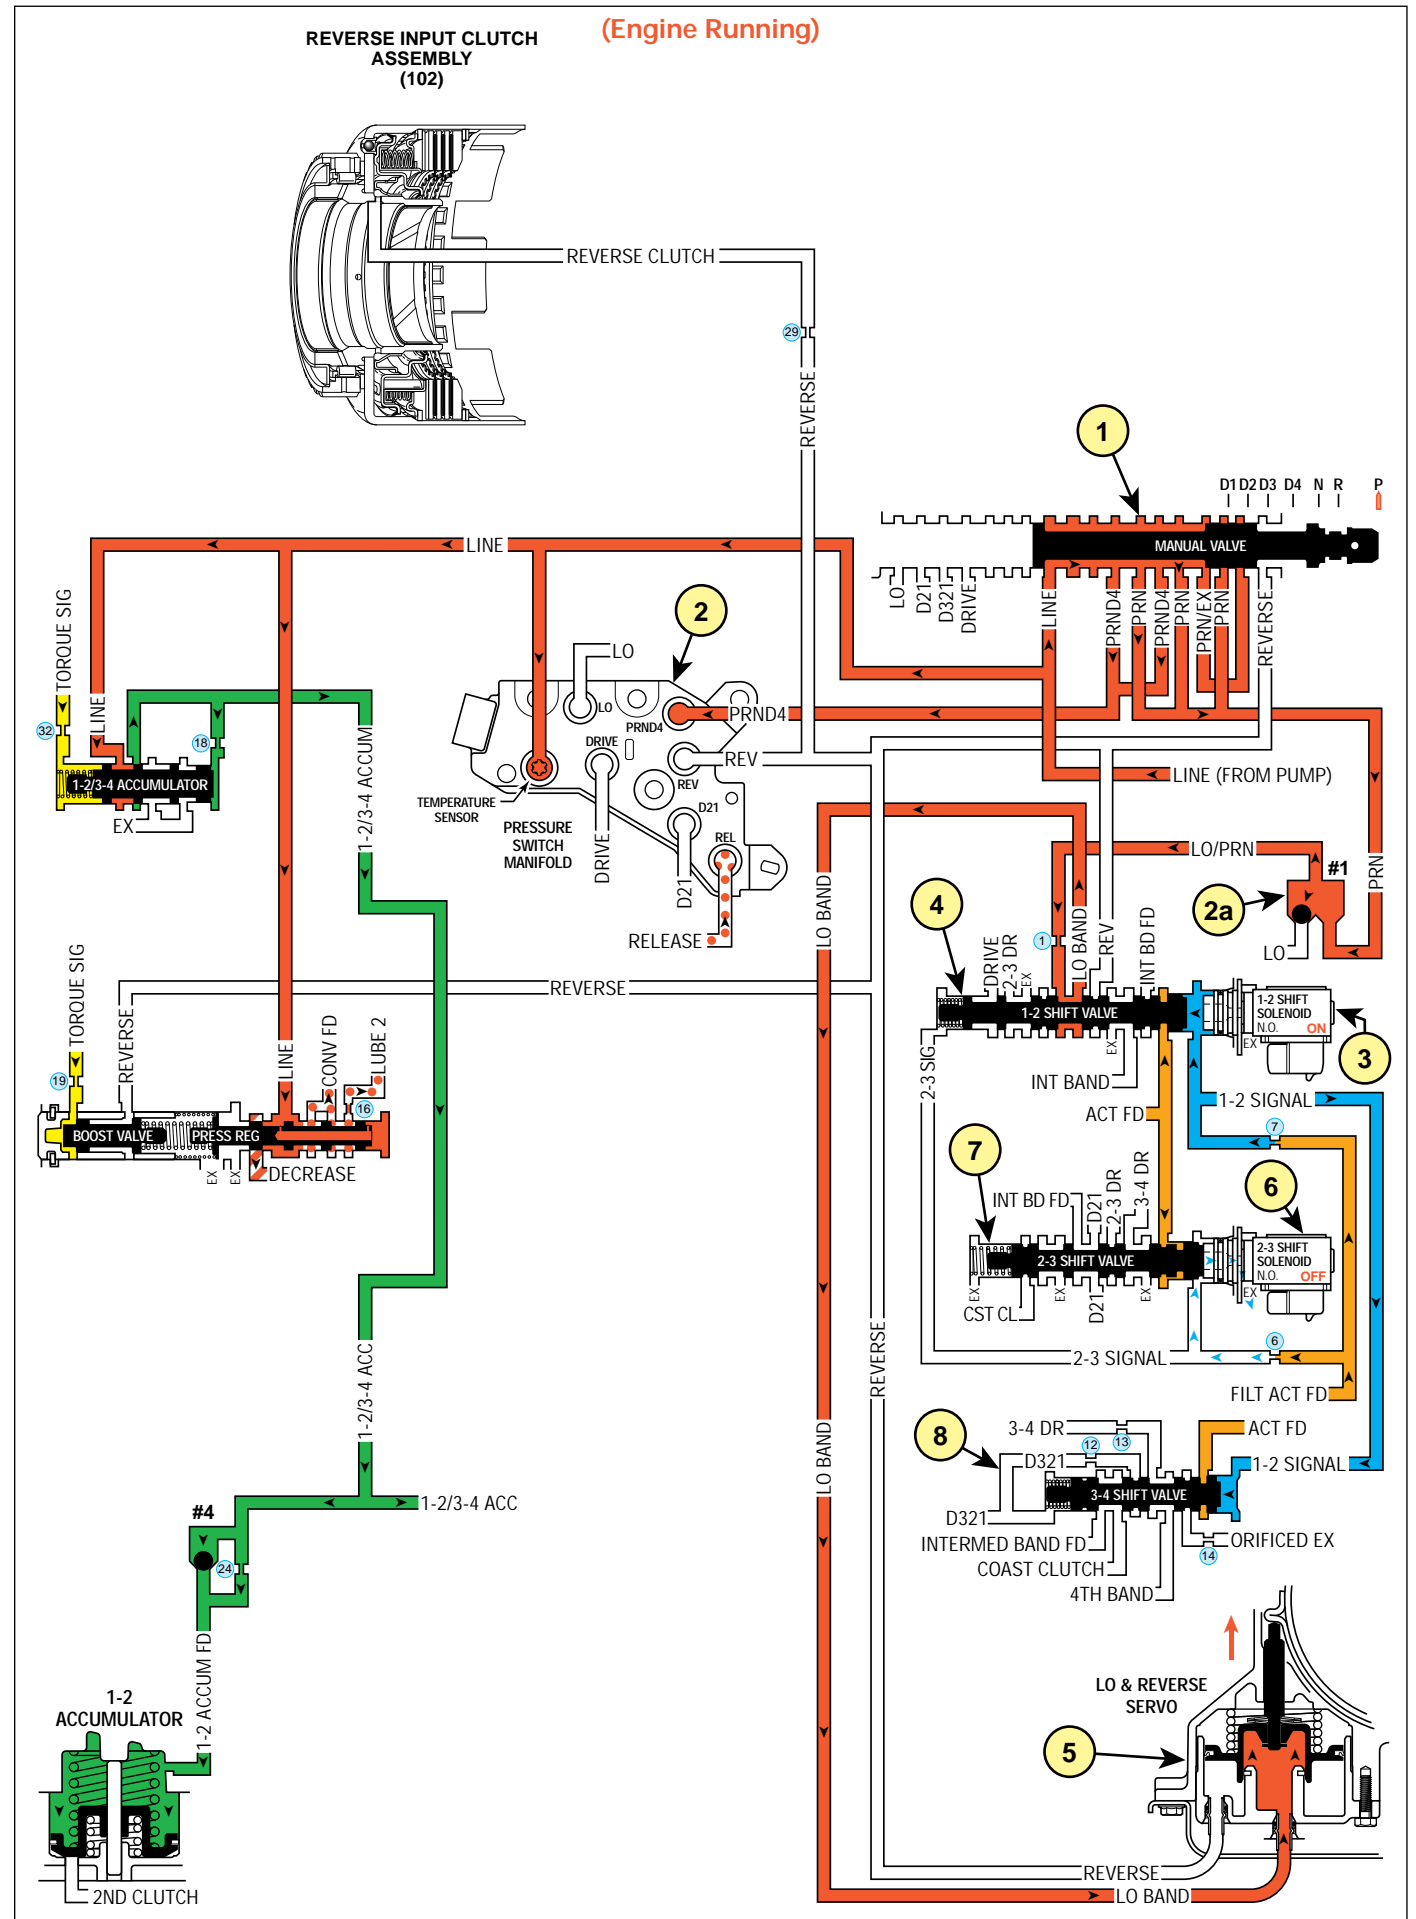 (Engine Running)
REVERSE INPUT CLUTCH
ASSEMBLY
(102)
REVERSE CLUTCH
29
REVERSE
1
D1 D2 D3 D4 N R P
MANUAL VALVE
LINE
LO
D21
D321
DRIVE
LINE
PRND4
PRN
PRND4
PRN
PRN/EX
PRN
REVERSE
TORQUE SIG
32
LINE
18
1-2/3-4 ACCUM
1-2/3-4 ACCUMULATOR
EX
2
LO
LO
PRND4
PRND4
DRIVE
REV
REV
D21
REL
TEMPERATURE
SENSOR
PRESSURE
SWITCH
MANIFOLD
DRIVE
D21
RELEASE
LINE (FROM PUMP)
LO/PRN
#1
2a
PRN
LO
LO BAND
4
1
DRIVE
2-3 DR
EX
LO BAND
REV
INT BD FD
1-2 SHIFT VALVE
1-2 SHIFT
SOLENOID
N.O. ON
EX
3
2-3 SIG
EX
INT BAND
ACT FD
1-2 SIGNAL
7
REVERSE
TORQUE SIG
19
REVERSE
LINE
CONV FD
LUBE 2
16
BOOST VALVE
PRESS REG
EX
EX
DECREASE
7
INT BD FD
D21
2-3 DR
3-4 DR
6
2-3 SHIFT VALVE
2-3 SHIFT
SOLENOID
N.O. OFF
EX
EX
CST CL
EX
D21
EX
2-3 SIGNAL
6
FILT ACT FD
REVERSE
1-2/3-4 ACC
LO BAND
8
3-4 DR
13
12
D321
ACT FD
1-2 SIGNAL
3-4 SHIFT VALVE
D321
INTERMED BAND FD
COAST CLUTCH
4TH BAND
14
ORIFICED EX
1-2/3-4 ACC
#4
24
1-2 ACCUM FD
1-2
ACCUMULATOR
2ND CLUTCH
LO & REVERSE
SERVO
5
REVERSE
LO BAND